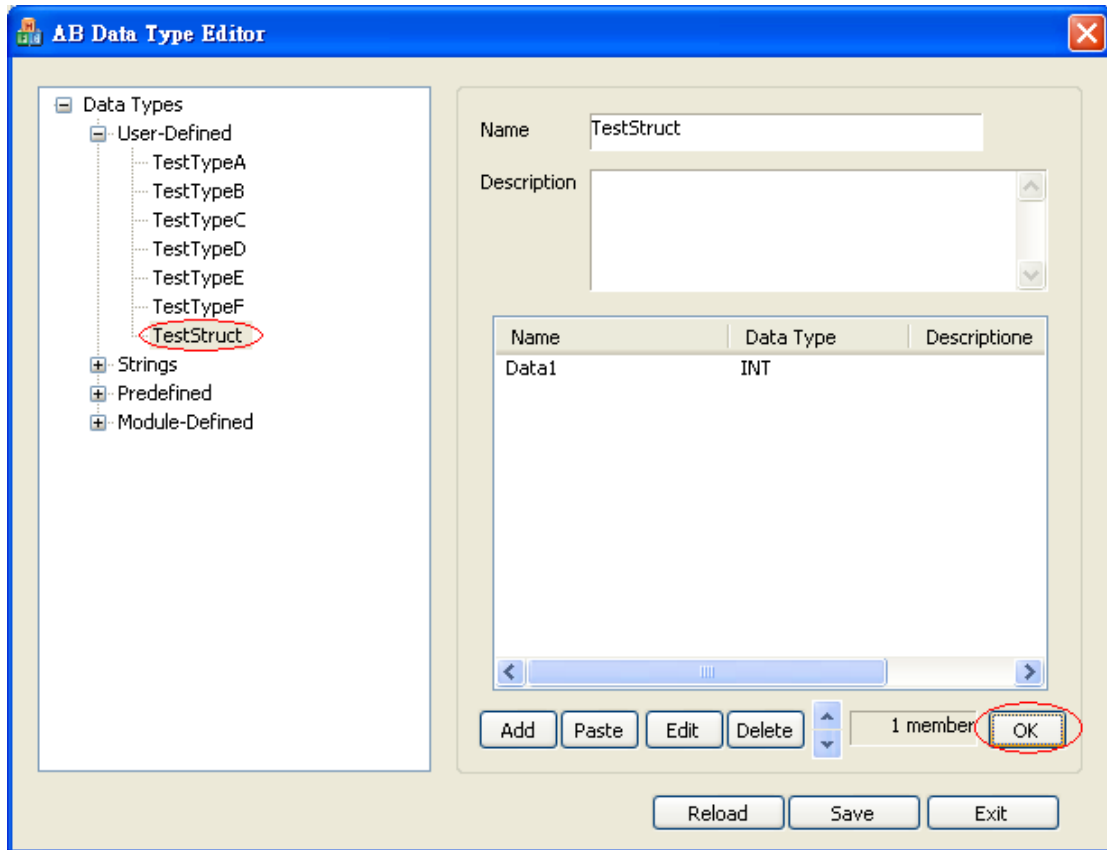 AB Data Type Editor
Data Types
User-Defined
TestTypeA
TestTypeB
TestTypeC
TestTypeD
TestTypeE
TestTypeF
TestStruct
Strings
Predefined
Module-Defined
Name TestStruct
Description
Name Data Type Descriptione
Data1 INT
Add Paste Edit Delete 1 member OK
Reload Save Exit